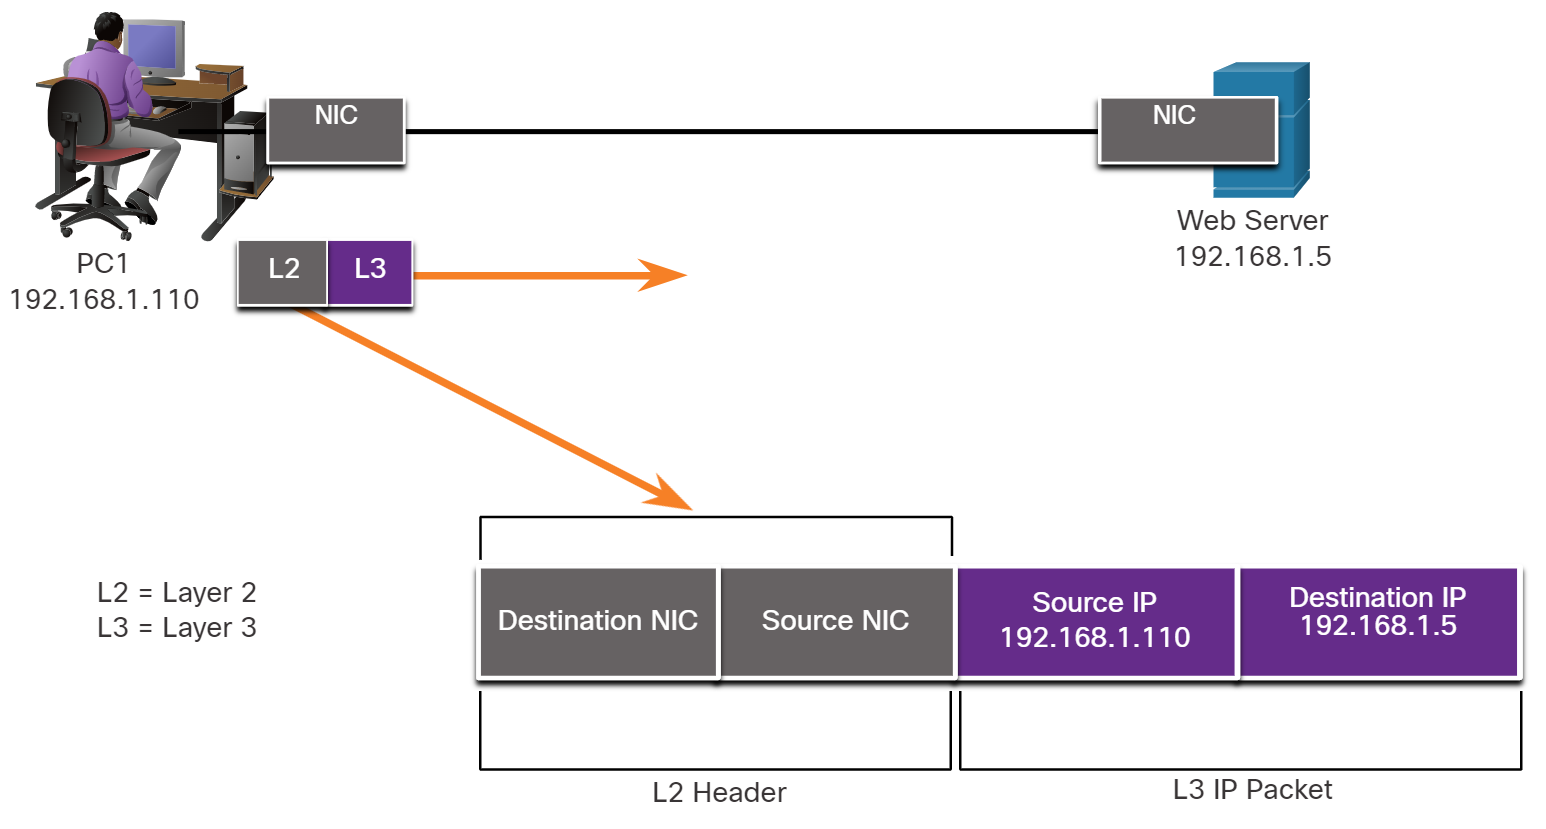 NIC
NIC
Web Server
192.168.1.5
PC1
192.168.1.110
L2
L3
L2 = Layer 2
L3 = Layer 3
Destination NIC
Source NIC
Source IP
192.168.1.110
Destination IP
192.168.1.5
L2 Header
L3 IP Packet